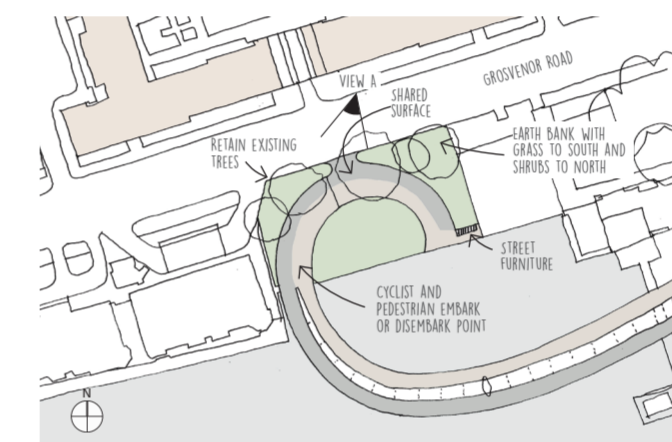 VIEW A
GROSVENOR ROAD
SHARED
SURFACE
RETAIN EXISTING
TREES
EARTH BANK WITH
GRASS TO SOUTH AND
SHRUBS TO NORTH
STREET
FURNITURE
CYCLIST AND
PEDESTRIAN EMBARK
OR DISEMBARK POINT
N